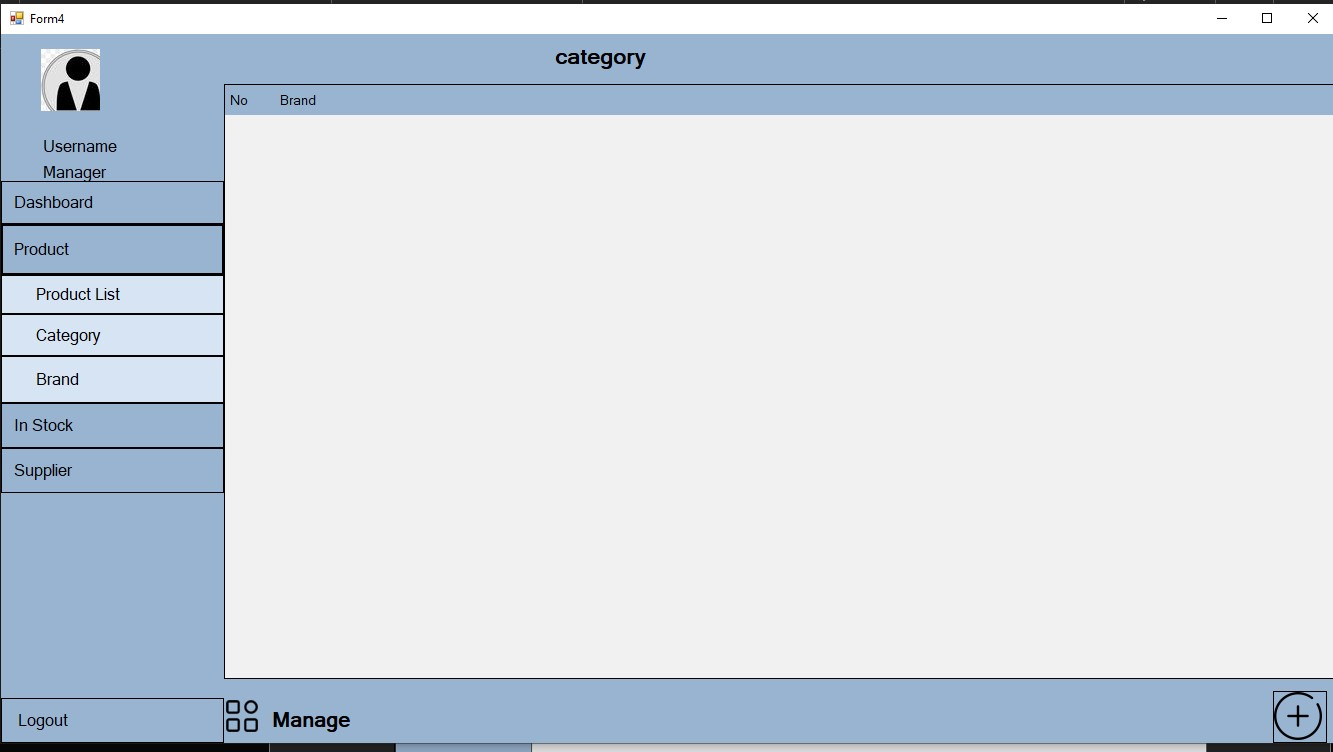 Form4
category
Username
Manager
No Brand
Dashboard
Product
Product List
Category
Brand
In Stock
Supplier
Logout
Manage